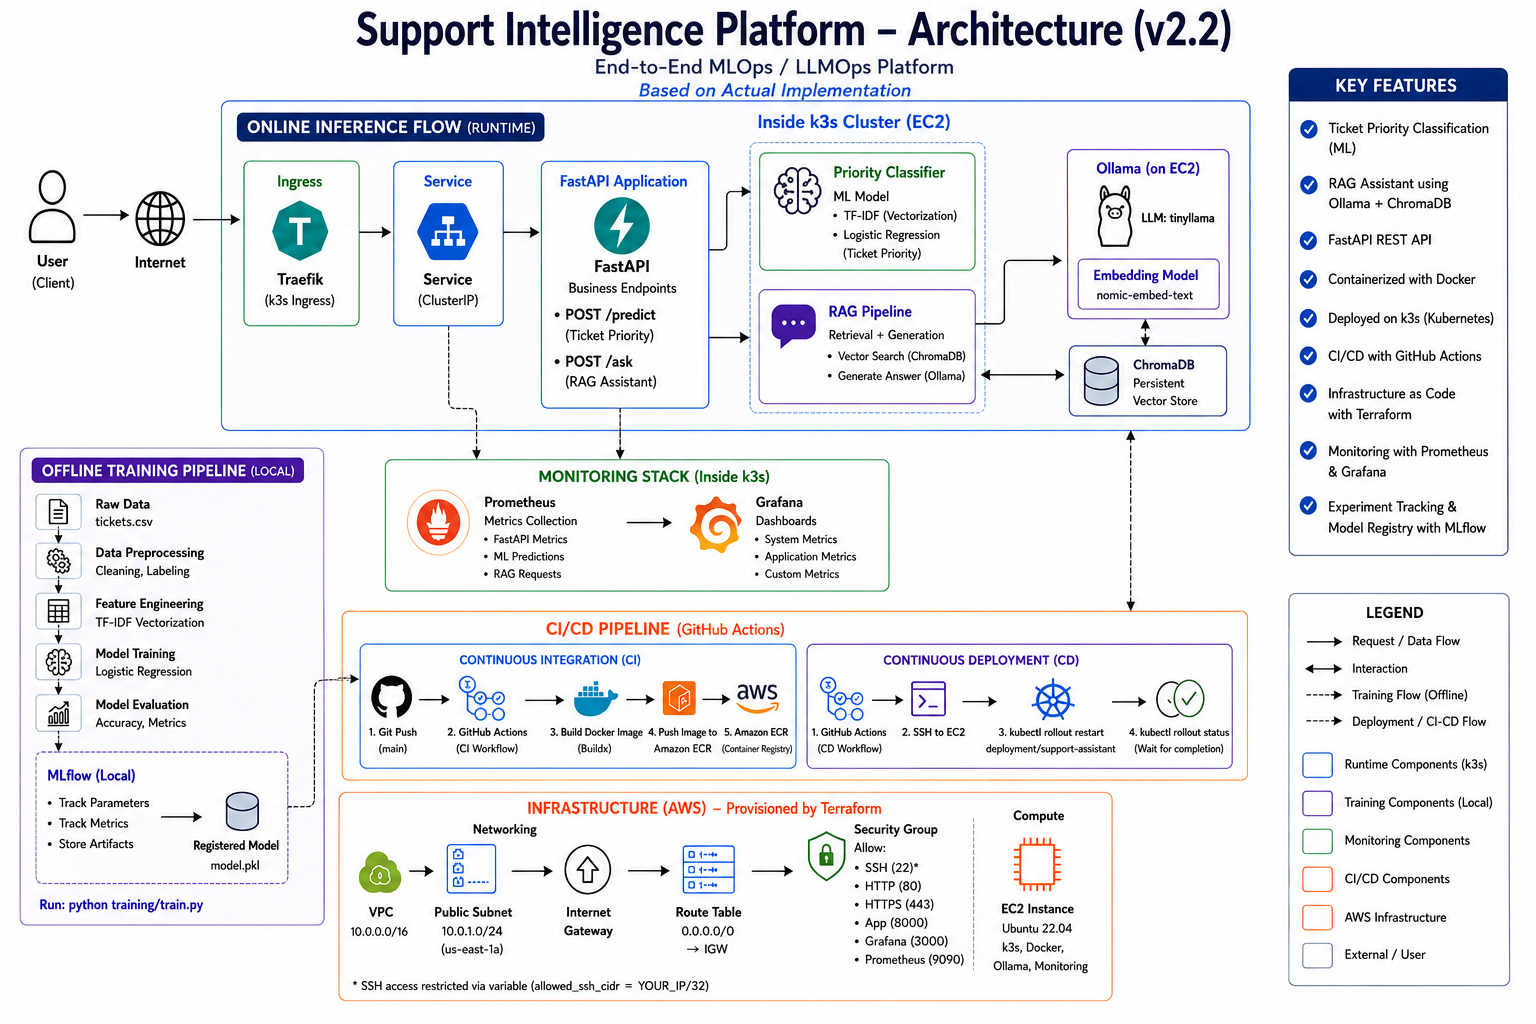 Support Intelligence Platform – Architecture (v2.2)
End-to-End MLOps / LLMOps Platform
Based on Actual Implementation
ONLINE INFERENCE FLOW (RUNTIME)
Inside k3s Cluster (EC2)
User
(Client)
Internet
Ingress
T
Traefik
(k3s Ingress)
Service
Service
(ClusterIP)
FastAPI Application
FastAPI
Business Endpoints
• POST /predict
(Ticket Priority)
• POST /ask
(RAG Assistant)
Priority Classifier
ML Model
• TF-IDF (Vectorization)
• Logistic Regression
(Ticket Priority)
RAG Pipeline
Retrieval + Generation
• Vector Search (ChromaDB)
• Generate Answer (Ollama)
Ollama (on EC2)
LLM: tinyllama
Embedding Model
nomic-embed-text
ChromaDB
Persistent
Vector Store
KEY FEATURES
Ticket Priority Classification
(ML)
RAG Assistant using
Ollama + ChromaDB
FastAPI REST API
Containerized with Docker
Deployed on k3s (Kubernetes)
CI/CD with GitHub Actions
Infrastructure as Code
with Terraform
Monitoring with Prometheus
& Grafana
Experiment Tracking &
Model Registry with MLflow
OFFLINE TRAINING PIPELINE (LOCAL)
Raw Data
tickets.csv
Data Preprocessing
Cleaning, Labeling
Feature Engineering
TF-IDF Vectorization
Model Training
Logistic Regression
Model Evaluation
Accuracy, Metrics
MLflow (Local)
• Track Parameters
• Track Metrics
• Store Artifacts
Registered Model
model.pkl
Run: python training/train.py
MONITORING STACK (Inside k3s)
Prometheus
Metrics Collection
• FastAPI Metrics
• ML Predictions
• RAG Requests
Grafana
Dashboards
• System Metrics
• Application Metrics
• Custom Metrics
CI/CD PIPELINE (GitHub Actions)
CONTINUOUS INTEGRATION (CI)
1. Git Push
(main)
2. GitHub Actions
(CI Workflow)
3. Build Docker Image
(Buildx)
4. Push Image to
Amazon ECR
aws
5. Amazon ECR
(Container Registry)
CONTINUOUS DEPLOYMENT (CD)
1. GitHub Actions
(CD Workflow)
2. SSH to EC2
3. kubectl rollout restart
deployment/support-assistant
4. kubectl rollout status
(Wait for completion)
INFRASTRUCTURE (AWS) – Provisioned by Terraform
Networking
VPC
10.0.0.0/16
Public Subnet
10.0.1.0/24
(us-east-1a)
Internet
Gateway
Route Table
0.0.0.0/0
→ IGW
Security Group
Allow:
• SSH (22)*
• HTTP (80)
• HTTPS (443)
• App (8000)
• Grafana (3000)
• Prometheus (9090)
Compute
EC2 Instance
Ubuntu 22.04
k3s, Docker,
Ollama, Monitoring
* SSH access restricted via variable (allowed_ssh_cidr = YOUR_IP/32)
LEGEND
Request / Data Flow
Interaction
Training Flow (Offline)
Deployment / CI-CD Flow
Runtime Components (k3s)
Training Components (Local)
Monitoring Components
CI/CD Components
AWS Infrastructure
External / User